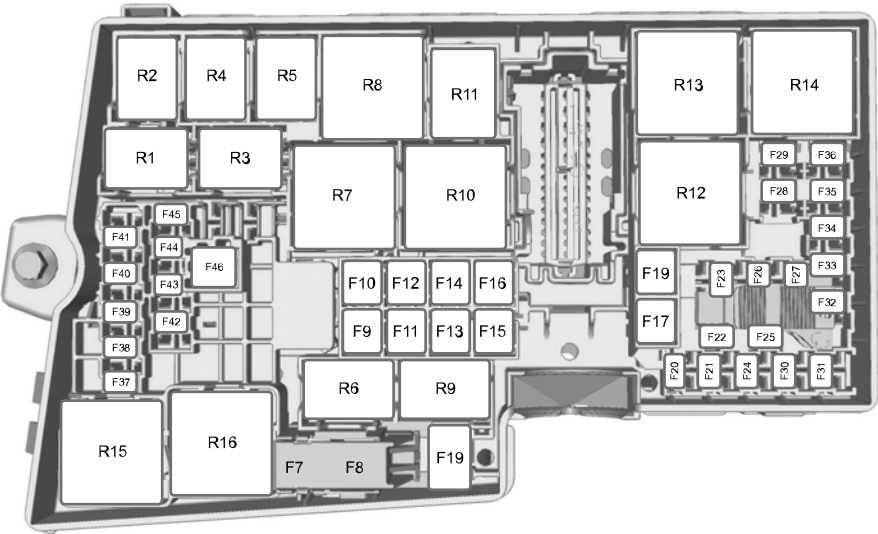 R2 R4 R5 R8 R11 R13 R14
R1 R3 R7 R10 R12 F29 F36
F28 F35
F45
F41 F44 F34
F40 F46 F10 F12 F14 F16 F19 F23 F26 F27 F33
F43
F39 F42 F9 F11 F13 F15 F17 F22 F25 F32
F38
F37 R6 R9 F20 F21 F24 F30 F31
R15 R16 F7 F8 F19